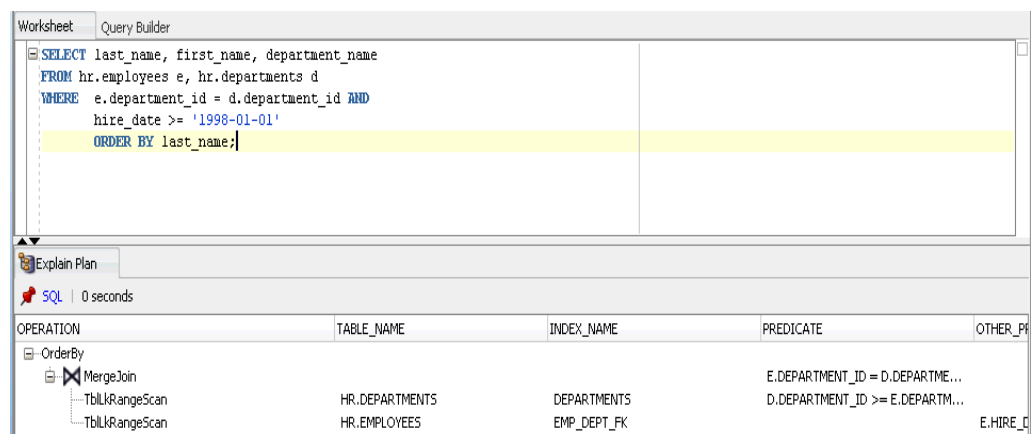 Worksheet Query Builder
SELECT last_name, first_name, department_name
FROM hr.employees e, hr.departments d
WHERE e.department_id = d.department_id AND
hire_date >= '1998-01-01'
ORDER BY last_name;
Explain Plan
SQL | 0 seconds
OPERATION TABLE_NAME INDEX_NAME PREDICATE OTHER_PR
OrderBy
MergeJoin E.DEPARTMENT_ID = D.DEPARTME...
TblLkRangeScan HR.DEPARTMENTS DEPARTMENTS D.DEPARTMENT_ID >= E.DEPARTM...
TblLkRangeScan HR.EMPLOYEES EMP_DEPT_FK E.HIRE_D